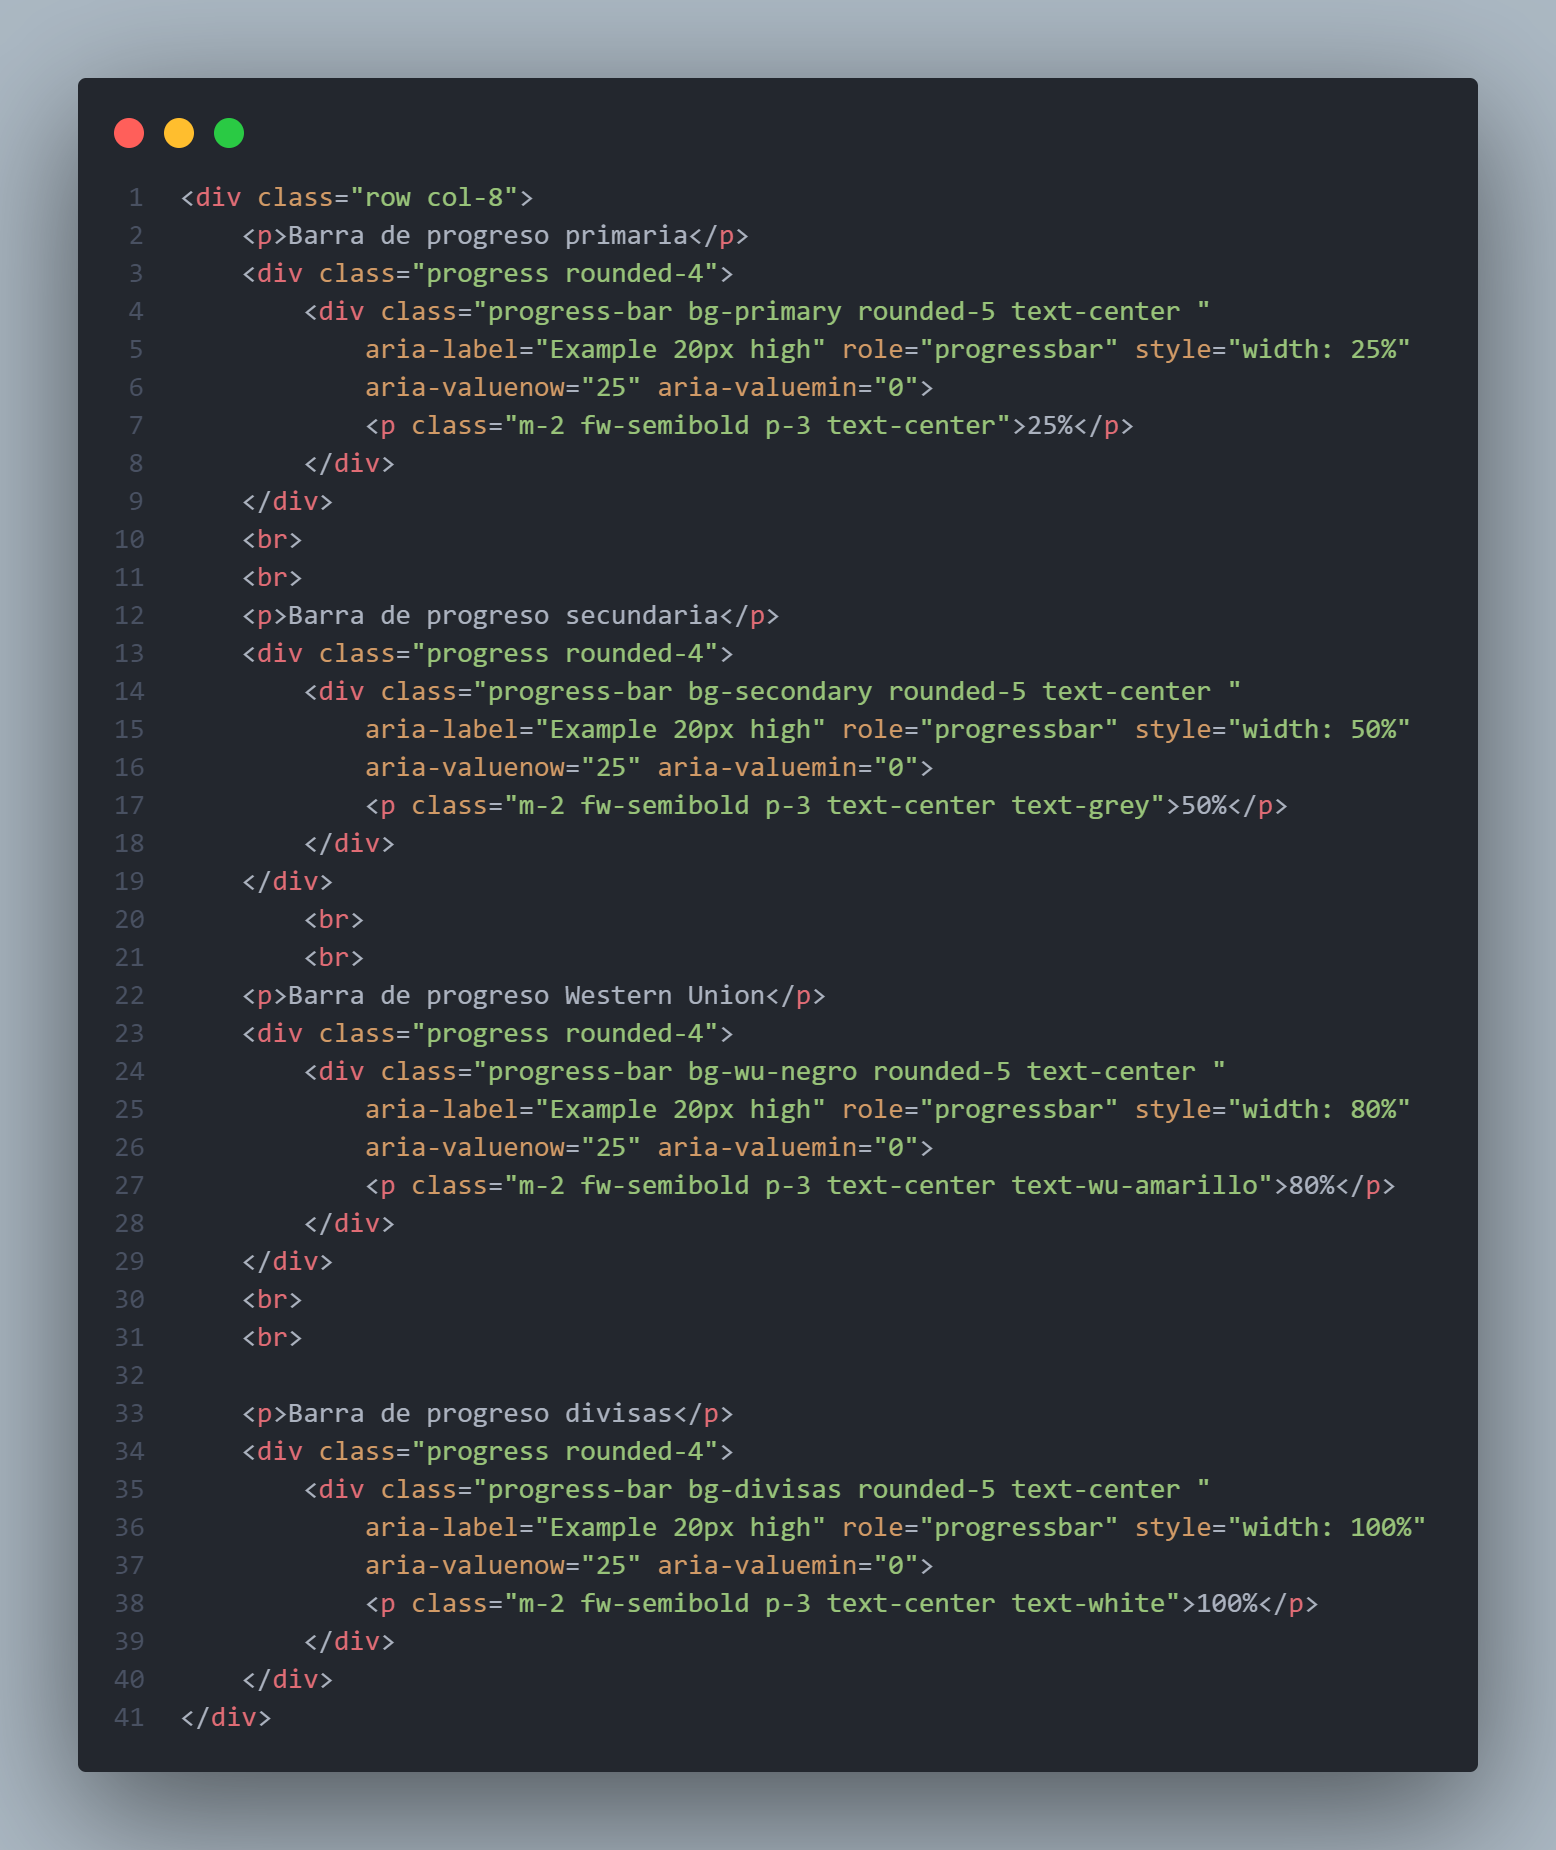 1 <div class="row col-8">
2     <p>Barra de progreso primaria</p>
3     <div class="progress rounded-4">
4         <div class="progress-bar bg-primary rounded-5 text-center "
5             aria-label="Example 20px high" role="progressbar" style="width: 25%"
6             aria-valuenow="25" aria-valuemin="0">
7             <p class="m-2 fw-semibold p-3 text-center">25%</p>
8         </div>
9     </div>
10     <br>
11     <br>
12     <p>Barra de progreso secundaria</p>
13     <div class="progress rounded-4">
14         <div class="progress-bar bg-secondary rounded-5 text-center "
15             aria-label="Example 20px high" role="progressbar" style="width: 50%"
16             aria-valuenow="25" aria-valuemin="0">
17             <p class="m-2 fw-semibold p-3 text-center text-grey">50%</p>
18         </div>
19     </div>
20         <br>
21         <br>
22     <p>Barra de progreso Western Union</p>
23     <div class="progress rounded-4">
24         <div class="progress-bar bg-wu-negro rounded-5 text-center "
25             aria-label="Example 20px high" role="progressbar" style="width: 80%"
26             aria-valuenow="25" aria-valuemin="0">
27             <p class="m-2 fw-semibold p-3 text-center text-wu-amarillo">80%</p>
28         </div>
29     </div>
30     <br>
31     <br>
32
33     <p>Barra de progreso divisas</p>
34     <div class="progress rounded-4">
35         <div class="progress-bar bg-divisas rounded-5 text-center "
36             aria-label="Example 20px high" role="progressbar" style="width: 100%"
37             aria-valuenow="25" aria-valuemin="0">
38             <p class="m-2 fw-semibold p-3 text-center text-white">100%</p>
39         </div>
40     </div>
41 </div>